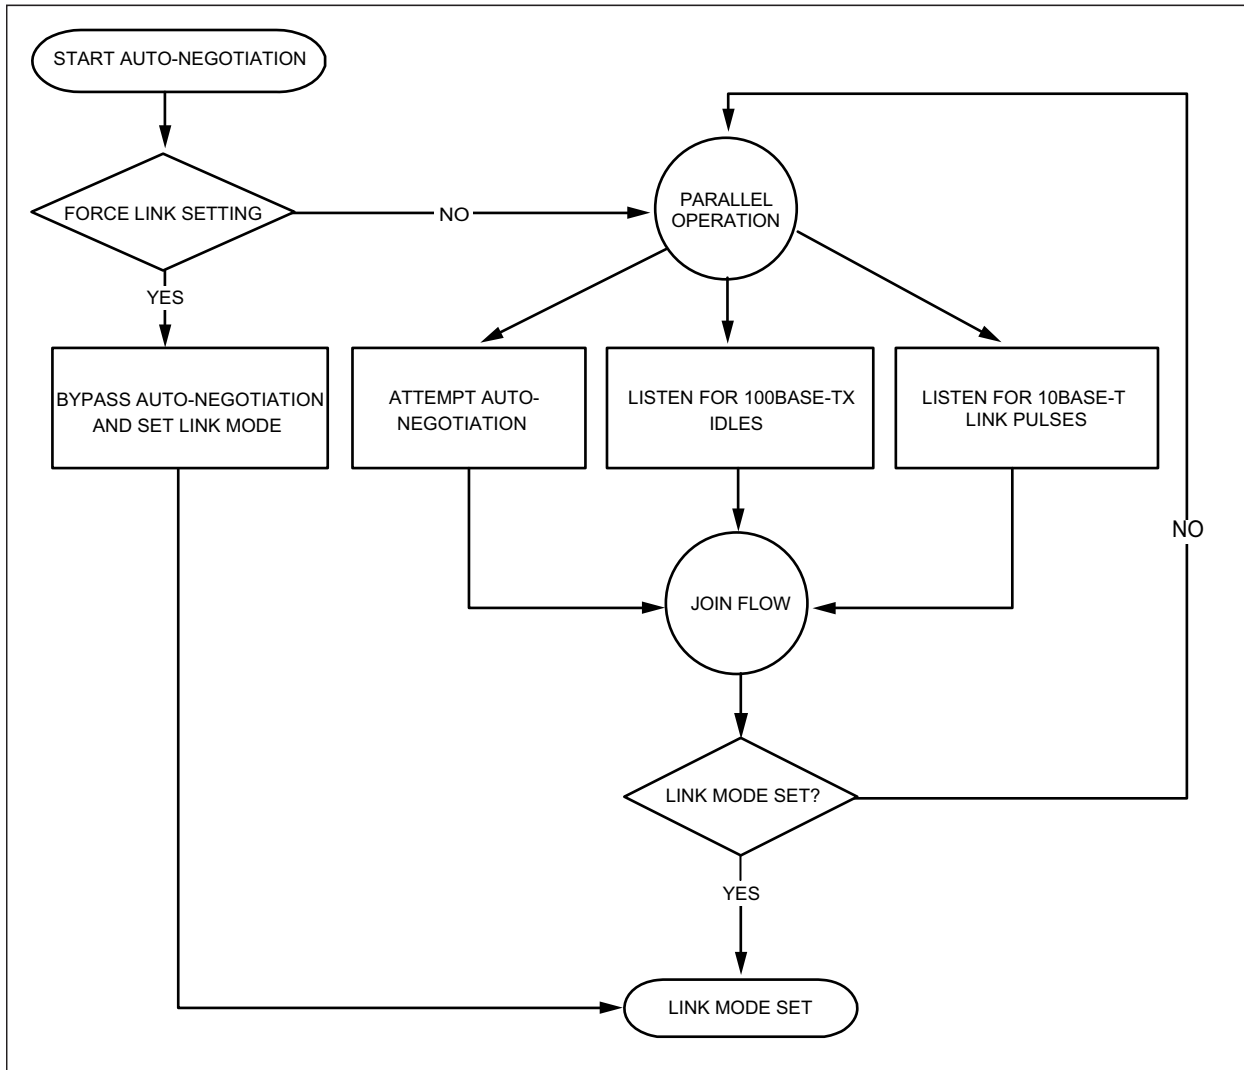 START AUTO-NEGOTIATION
FORCE LINK SETTING
NO
PARALLEL
OPERATION
YES
BYPASS AUTO-NEGOTIATION
AND SET LINK MODE
ATTEMPT AUTO-
NEGOTIATION
LISTEN FOR 100BASE-TX
IDLES
LISTEN FOR 10BASE-T
LINK PULSES
NO
JOIN FLOW
LINK MODE SET?
YES
LINK MODE SET